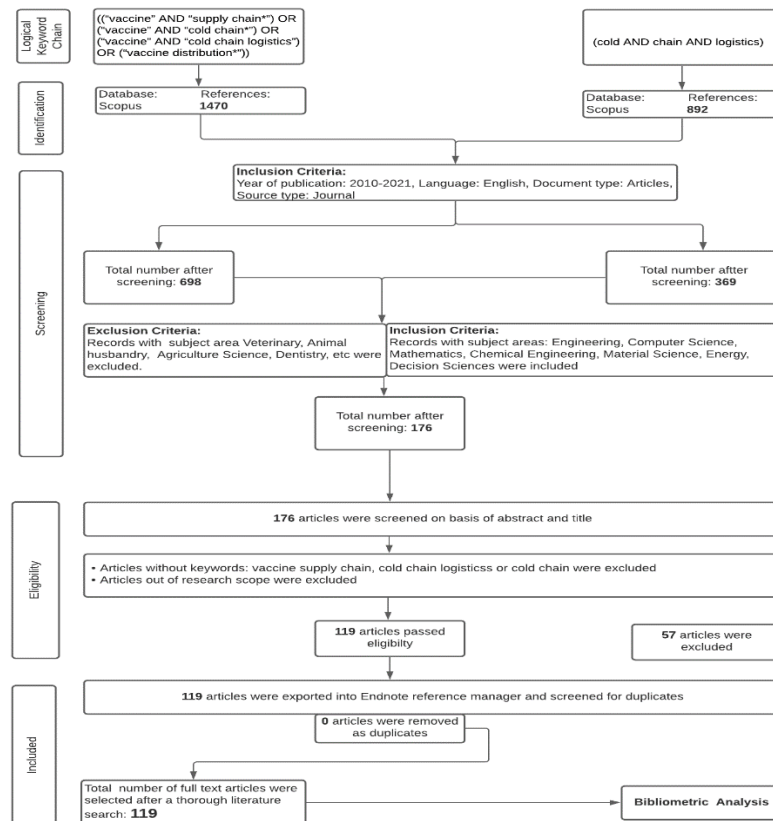 Logical
Keyword
Chain
((“vaccine” AND “supply chain*”) OR
(“vaccine” AND “cold chain*”) OR
(“vaccine” AND “cold chain logistics”)
OR (“vaccine distribution*”))
(cold AND chain AND logistics)
Identification
Database: References:
Scopus 1470
Database: References:
Scopus 892
Screening
Inclusion Criteria:
Year of publication: 2010-2021, Language: English, Document type: Articles,
Source type: Journal
Total number aftter
screening: 698
Total number aftter
screening: 369
Exclusion Criteria:
Records with subject area Veterinary, Animal
husbandry, Agriculture Science, Dentistry, etc were
excluded.
Inclusion Criteria:
Records with subject areas: Engineering, Computer Science,
Mathematics, Chemical Engineering, Material Science, Energy,
Decision Sciences were included
Total number aftter
screening: 176
Eligibility
176 articles were screened on basis of abstract and title
• Articles without keywords: vaccine supply chain, cold chain logisticss or cold chain were excluded
• Articles out of research scope were excluded
119 articles passed
eligibilty
57 articles were
excluded
Included
119 articles were exported into Endnote reference manager and screened for duplicates
0 articles were removed
as duplicates
Total number of full text articles were
selected after a thorough literature
search: 119
Bibliometric Analysis